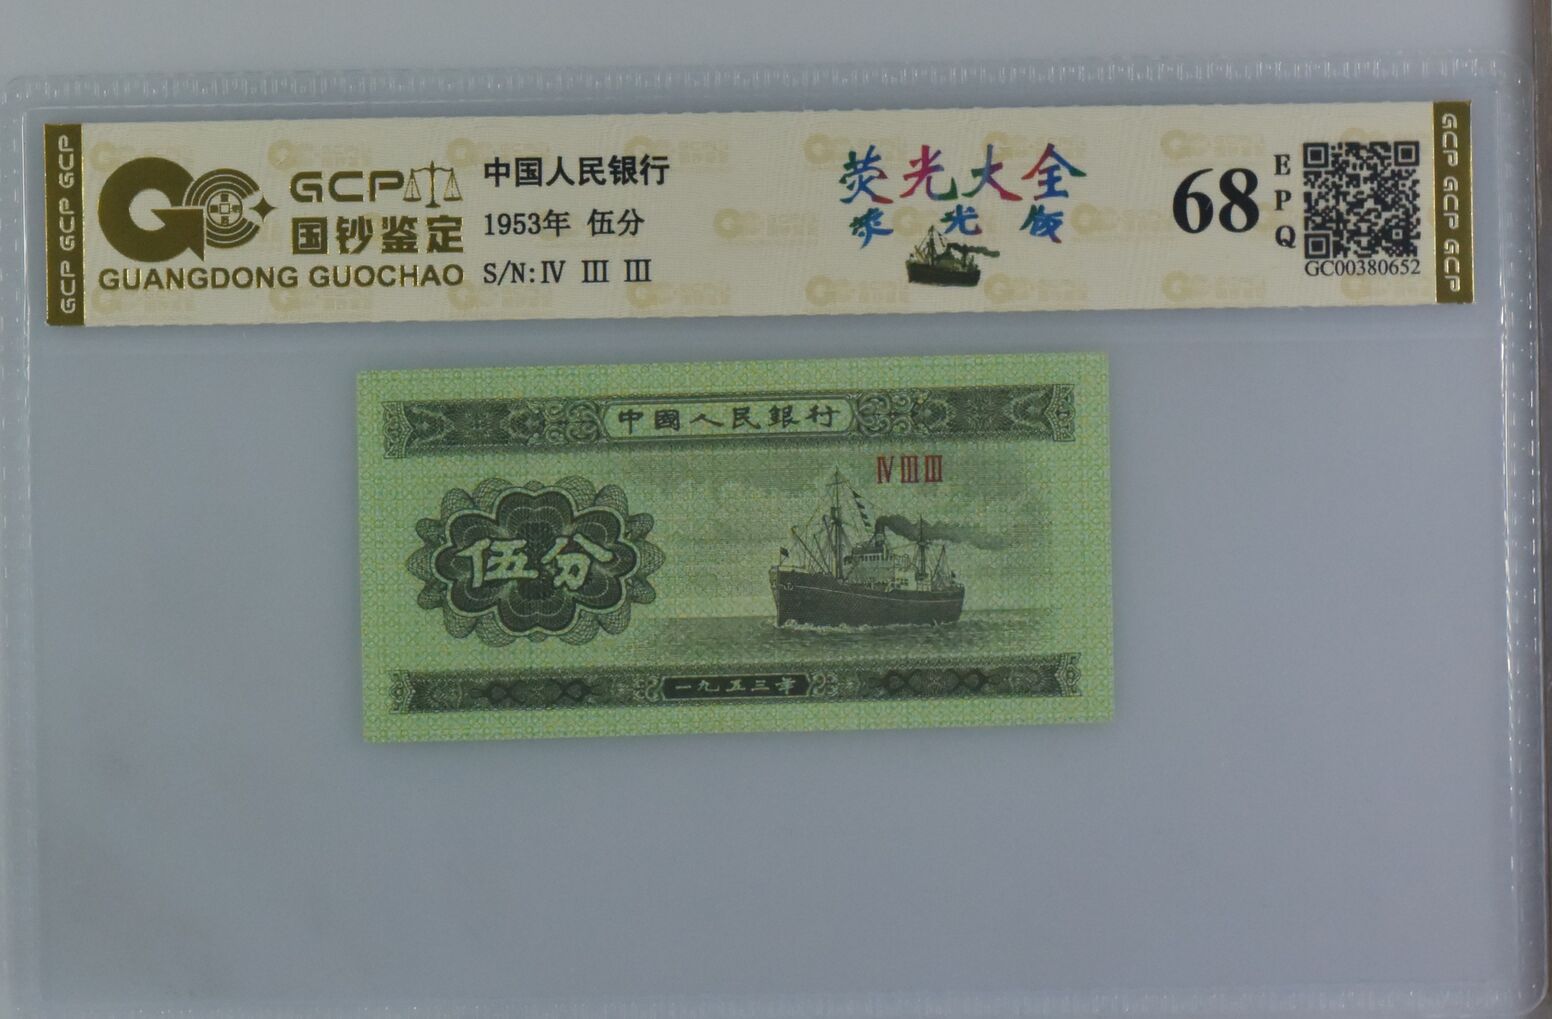 GCP GCP GCP
GCP
国钞鉴定
GUANGDONG GUOCHAO
中国人民银行
1953年 伍分
S/N:Ⅳ Ⅲ Ⅲ
荧光大全
光
68
EPQ
GC00380652
GCP GCP GCP
中國人民銀行
ⅣⅢⅢ
伍分
一九五三年